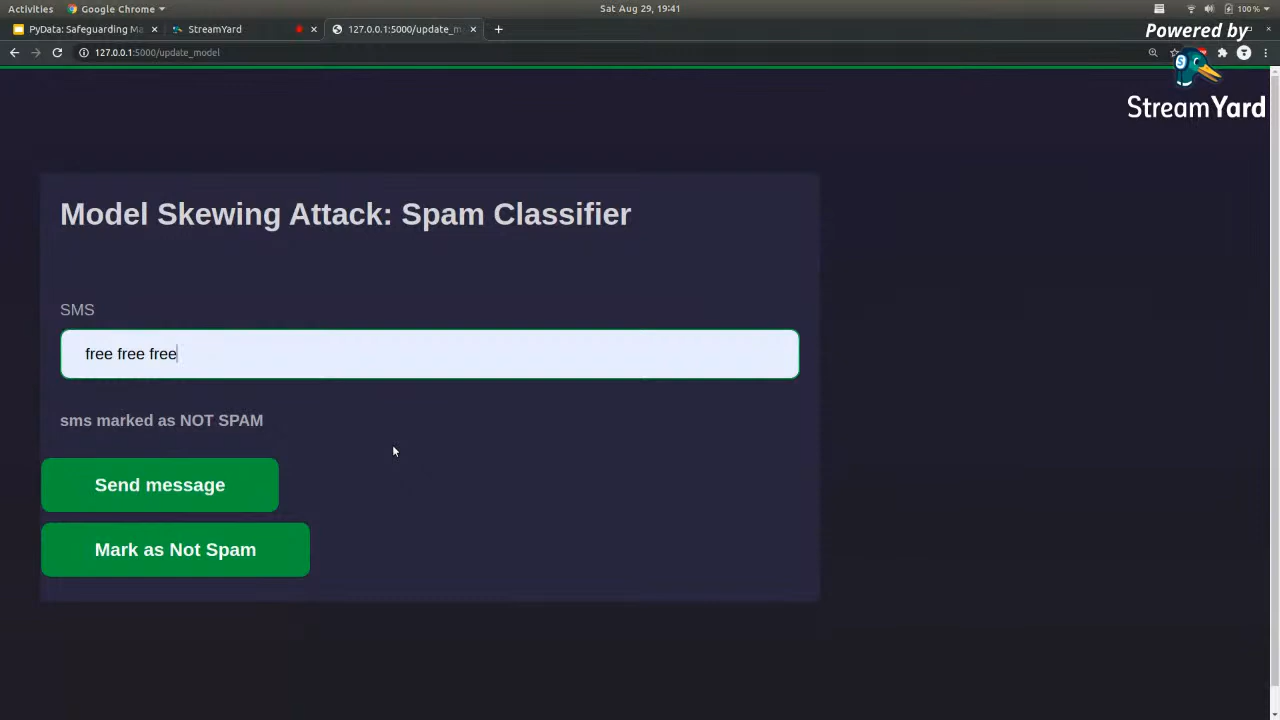 Activities
Google Chrome
Sat Aug 29, 19:41
100 %
PyData: Safeguarding Ma
StreamYard
127.0.0.1:5000/update_m
127.0.0.1:5000/update_model
Powered by
StreamYard
Model Skewing Attack: Spam Classifier
SMS
free free free
sms marked as NOT SPAM
Send message
Mark as Not Spam